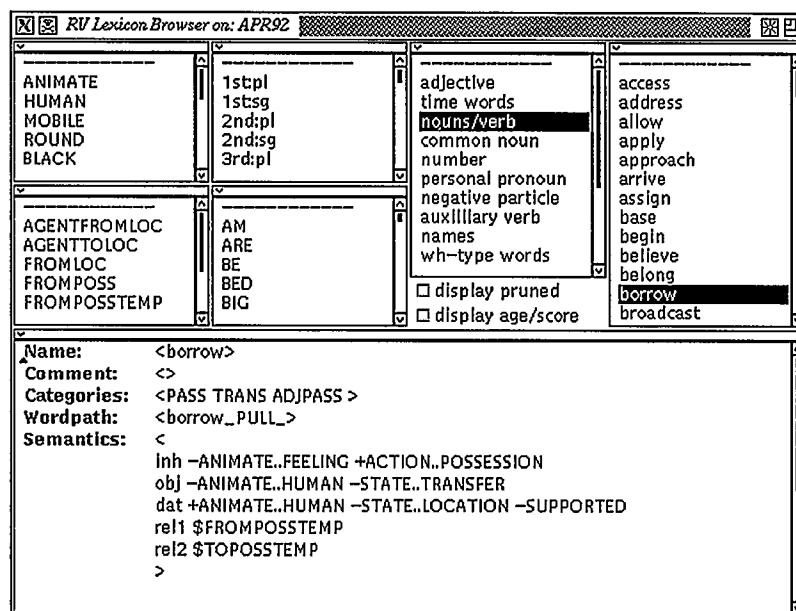 RV Lexicon Browser on: APR92
ANIMATE
HUMAN
MOBILE
ROUND
BLACK
1st:pl
1st:sg
2nd:pl
2nd:sg
3rd:pl
adjective
time words
nouns/verb
common noun
number
personal pronoun
negative particle
auxilliary verb
names
wh-type words
access
address
allow
apply
approach
arrive
assign
base
begin
believe
belong
borrow
broadcast
AGENTFROMLOC
AGENTTOLOC
FROMLOC
FROMPOSS
FROMPOSSTEMP
AM
ARE
BE
BED
BIG
display pruned
display age/score
Name: <borrow>
Comment: <>
Categories: <PASS TRANS ADJPASS >
Wordpath: <borrow_PULL_>
Semantics: <
inh -ANIMATE..FEELING +ACTION..POSSESSION
obj -ANIMATE..HUMAN -STATE..TRANSFER
dat +ANIMATE..HUMAN -STATE..LOCATION -SUPPORTED
rel1 $FROMPOSSTEMP
rel2 $TOPOSSTEMP
>